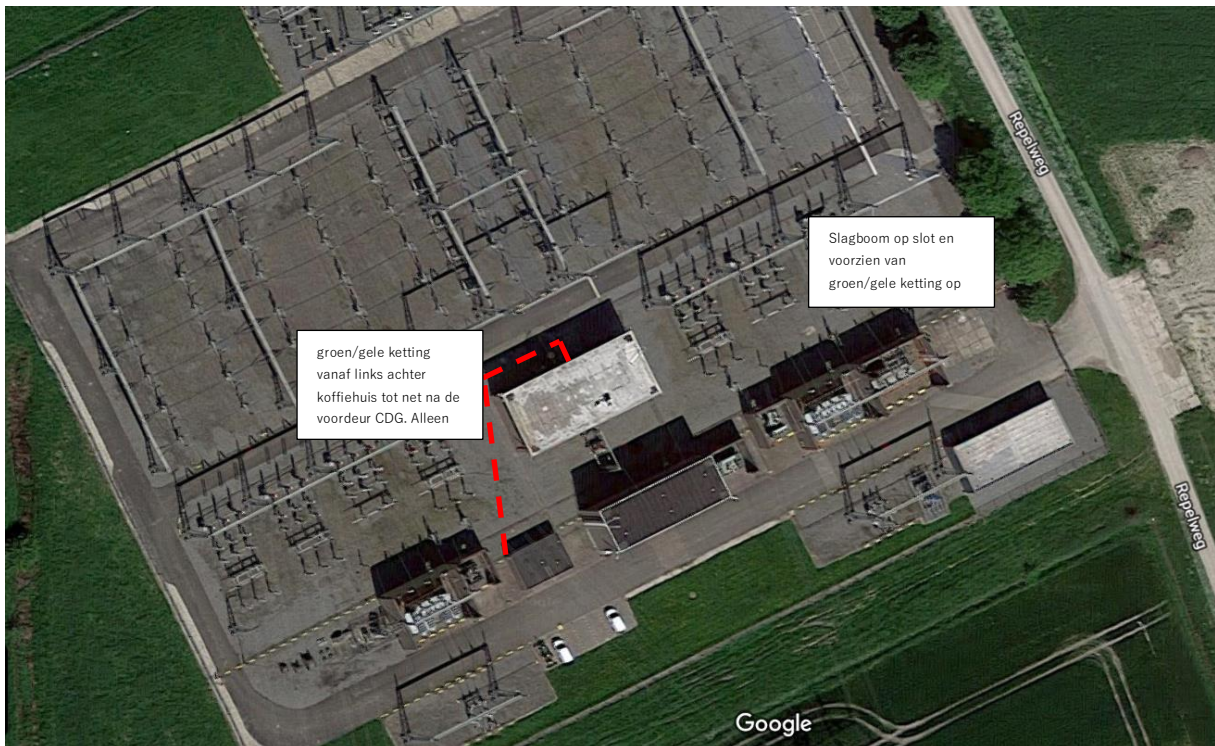 Repelweg
Slagboom op slot en
voorzien van
groen/gele ketting op
groen/gele ketting
vanaf links achter
koffiehuis tot net na de
voordeur CDG. Alleen
Repelweg
Google